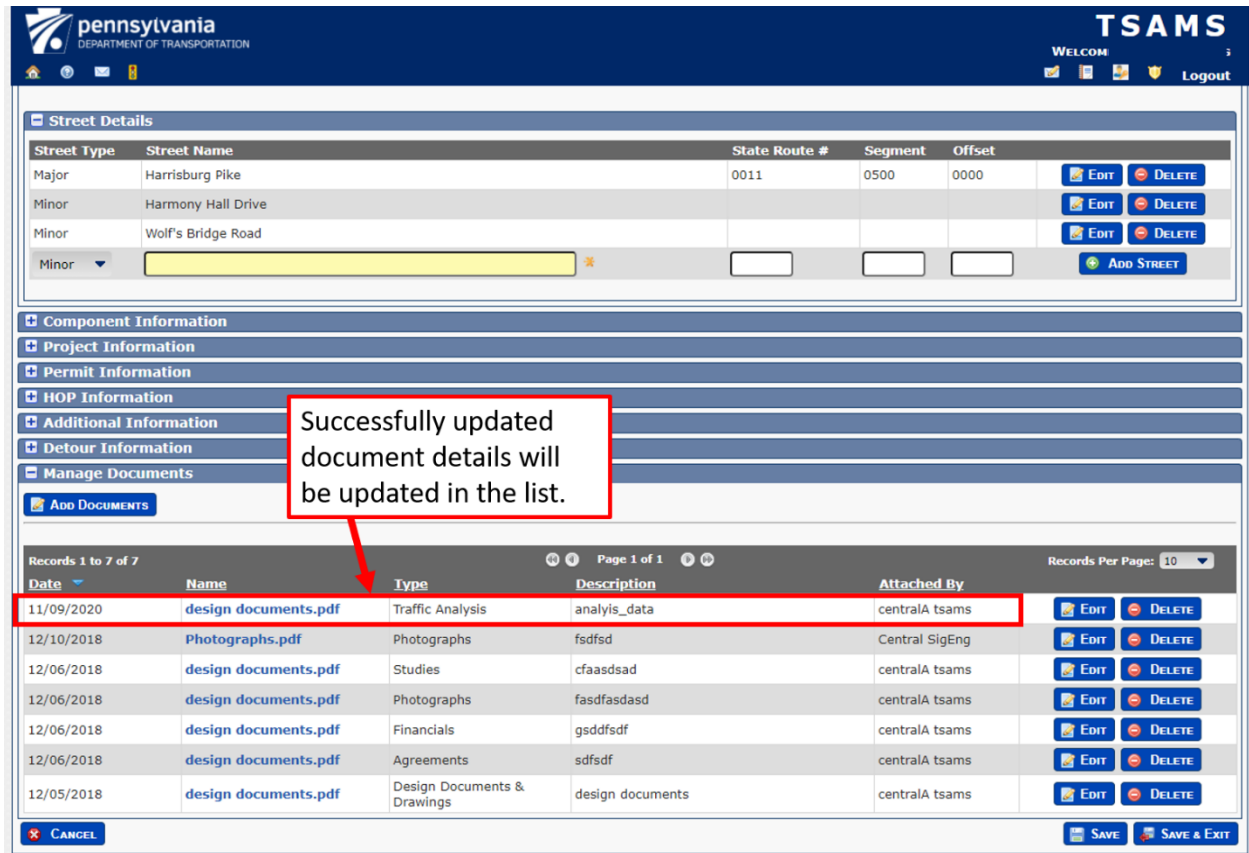 pennsylvania
DEPARTMENT OF TRANSPORTATION
TSAMS
WELCOM
Logout
Street Details
Street Type Street Name State Route # Segment Offset
Major Harrisburg Pike 0011 0500 0000 EDIT DELETE
Minor Harmony Hall Drive EDIT DELETE
Minor Wolf's Bridge Road EDIT DELETE
Minor ADD STREET
Component Information
Project Information
Permit Information
HOP Information
Additional Information
Detour Information
Manage Documents
Successfully updated
document details will
be updated in the list.
ADD DOCUMENTS
Records 1 to 7 of 7 Page 1 of 1 Records Per Page: 10
Date Name Type Description Attached By
11/09/2020 design documents.pdf Traffic Analysis analyis_data centralA tsams EDIT DELETE
12/10/2018 Photographs.pdf Photographs fsdfsd Central SigEng EDIT DELETE
12/06/2018 design documents.pdf Studies cfaasdsad centralA tsams EDIT DELETE
12/06/2018 design documents.pdf Photographs fasdfasdasd centralA tsams EDIT DELETE
12/06/2018 design documents.pdf Financials gsddfsdf centralA tsams EDIT DELETE
12/06/2018 design documents.pdf Agreements sdfsdf centralA tsams EDIT DELETE
12/05/2018 design documents.pdf Design Documents & Drawings design documents centralA tsams EDIT DELETE
CANCEL SAVE SAVE & EXIT